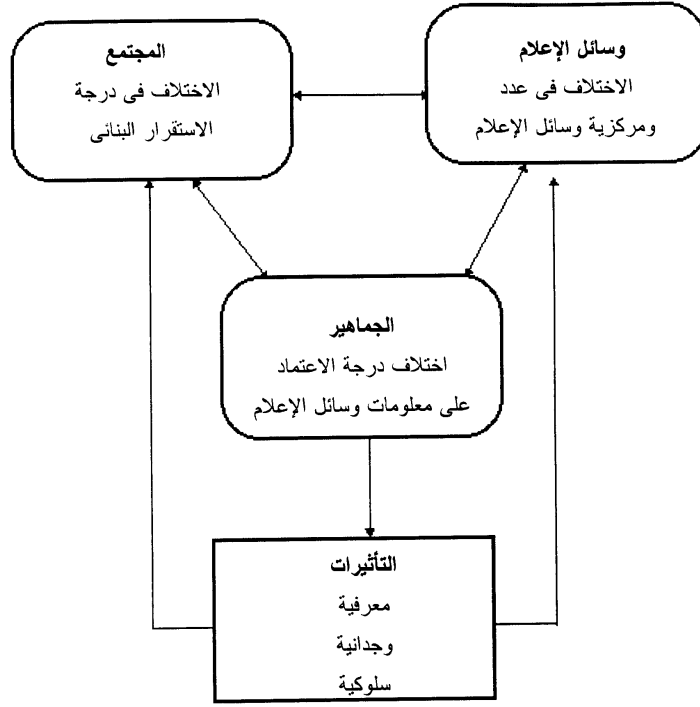 وسائل الإعلام
الاختلاف فى عدد
ومركزية وسائل الإعلام
المجتمع
الاختلاف فى درجة
الاستقرار البنائى
الجماهير
اختلاف درجة الاعتماد
على معلومات وسائل الإعلام
التأثيرات
معرفية
وجدانية
سلوكية